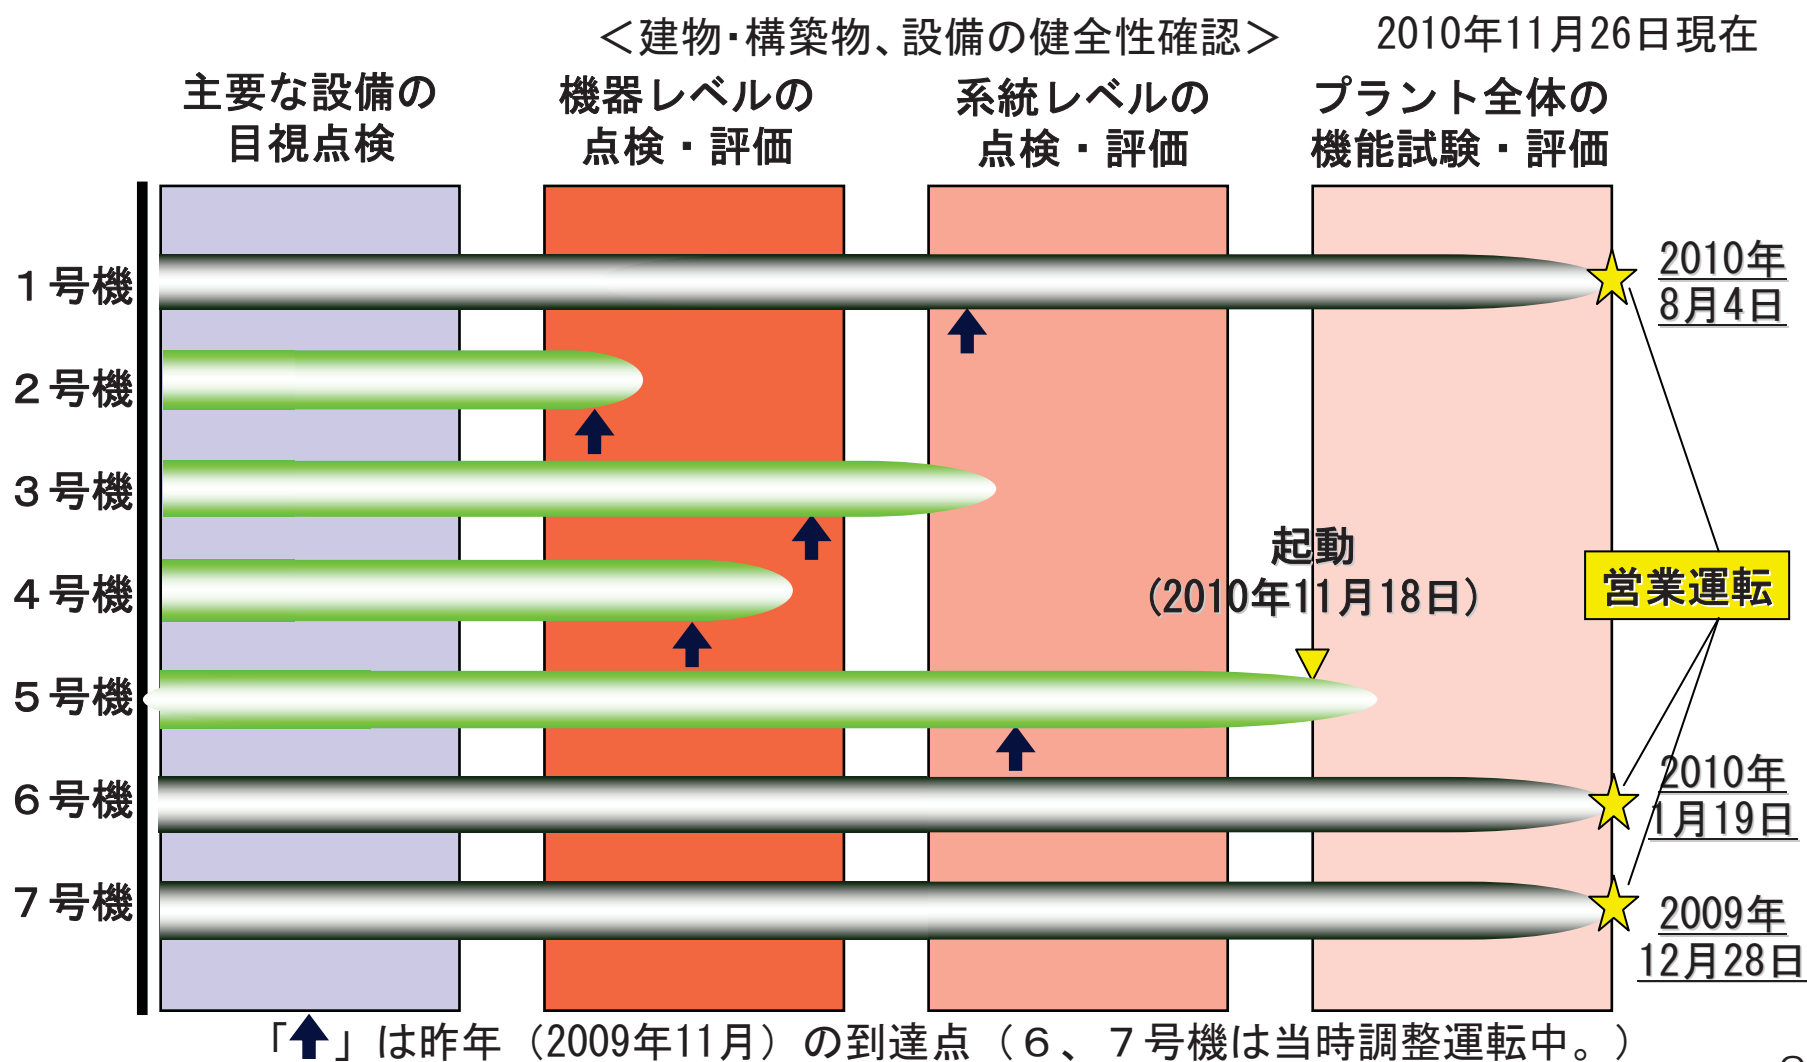 ＜建物・構築物、設備の健全性確認＞
2010年11月26日現在
主要な設備の
目視点検
機器レベルの
点検・評価
系統レベルの
点検・評価
プラント全体の
機能試験・評価
１号機
2010年
8月4日
２号機
３号機
起動
(2010年11月18日)
営業運転
４号機
５号機
６号機
2010年
1月19日
７号機
2009年
12月28日
「↑」は昨年（2009年11月）の到達点（６、７号機は当時調整運転中。）